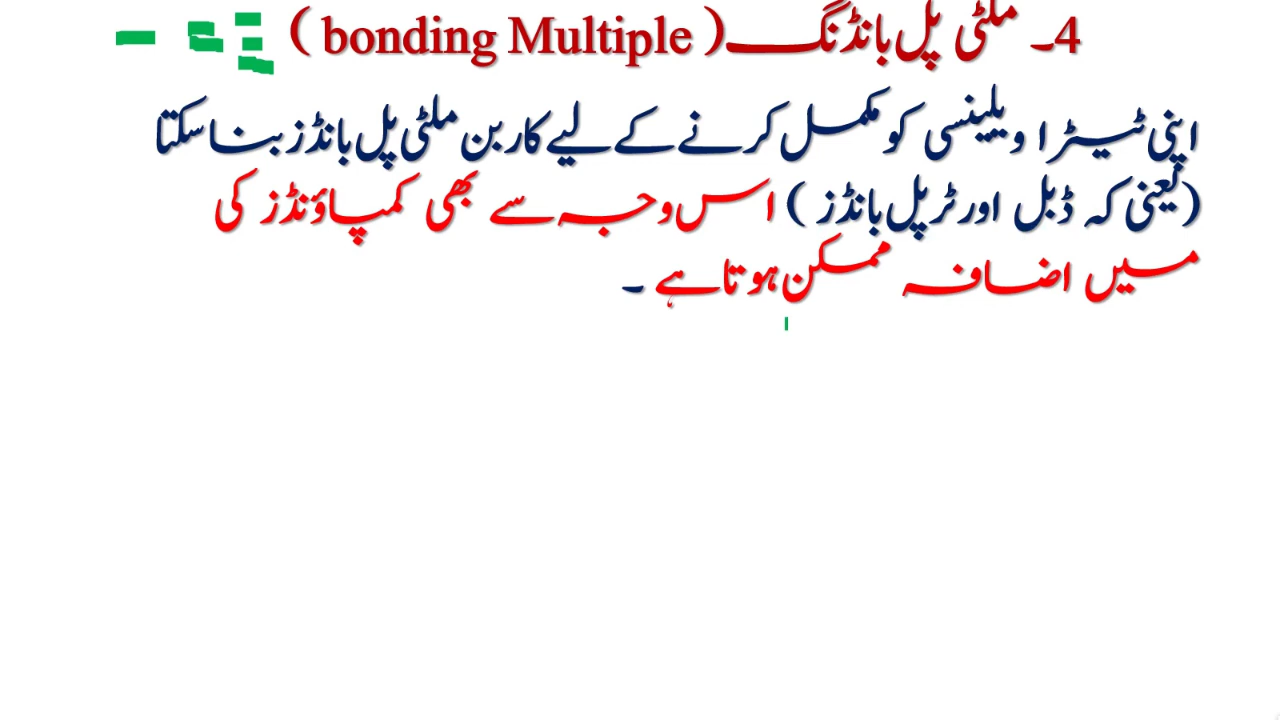 4۔ ملٹی پل بانڈنگ ( bonding Multiple )
اپنی ٹیٹرا ویلینسی کو مکمل کرنے کے لیے کاربن ملٹی پل بانڈز بنا سکتا
(یعنی کہ ڈبل اور ٹرپل بانڈز ) اس وجہ سے بھی کمپاؤنڈز کی
میں اضافہ ممکن ہوتا ہے ۔